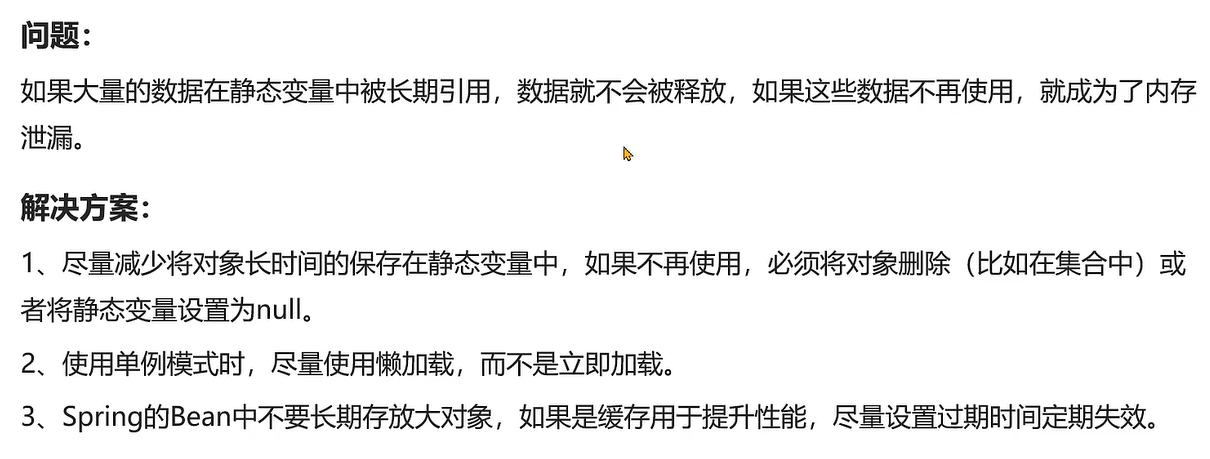 问题：
如果大量的数据在静态变量中被长期引用，数据就不会被释放，如果这些数据不再使用，就成为了内存
泄漏。
解决方案：
1、尽量减少将对象长时间的保存在静态变量中，如果不再使用，必须将对象删除（比如在集合中）或
者将静态变量设置为null。
2、使用单例模式时，尽量使用懒加载，而不是立即加载。
3、Spring的Bean中不要长期存放大对象，如果是缓存用于提升性能，尽量设置过期时间定期失效。